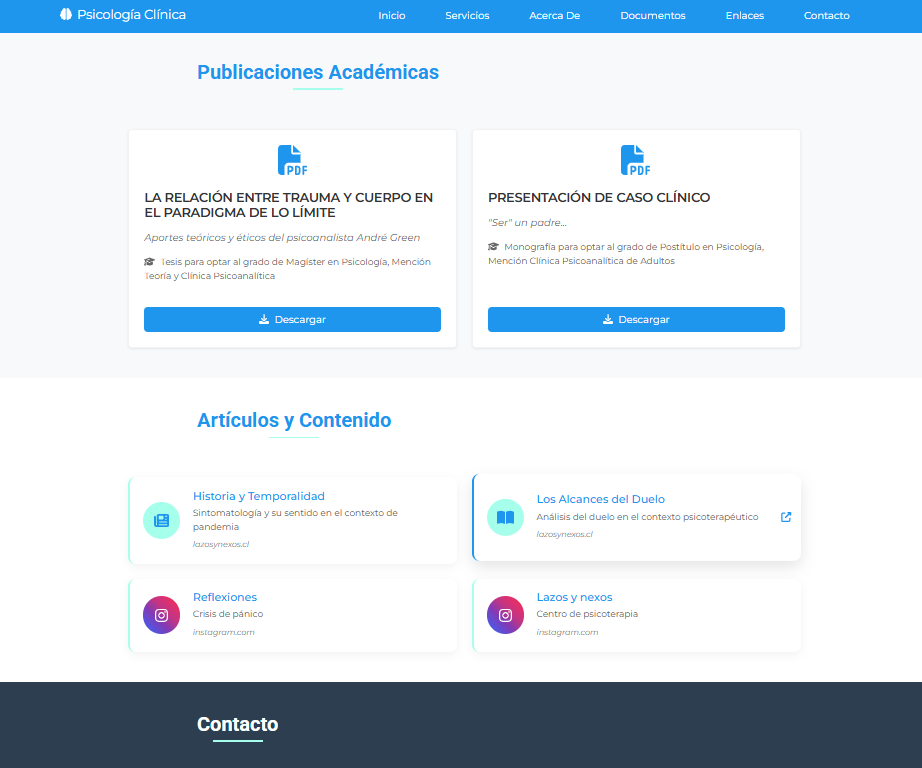 Psicología Clínica
Inicio
Servicios
Acerca De
Documentos
Enlaces
Contacto
Publicaciones Académicas
PDF
LA RELACIÓN ENTRE TRAUMA Y CUERPO EN
EL PARADIGMA DE LO LÍMITE
Aportes teóricos y éticos del psicoanalista André Green
Tesis para optar al grado de Magíster en Psicología, Mención
Teoría y Clínica Psicoanalítica
Descargar
PDF
PRESENTACIÓN DE CASO CLÍNICO
"Ser" un padre...
Monografía para optar al grado de Postítulo en Psicología,
Mención Clínica Psicoanalítica de Adultos
Descargar
Artículos y Contenido
Historia y Temporalidad
Sintomatología y su sentido en el contexto de
pandemia
lazosynexos.cl
Los Alcances del Duelo
Análisis del duelo en el contexto psicoterapéutico
lazosynexos.cl
Reflexiones
Crisis de pánico
instagram.com
Lazos y nexos
Centro de psicoterapia
instagram.com
Contacto